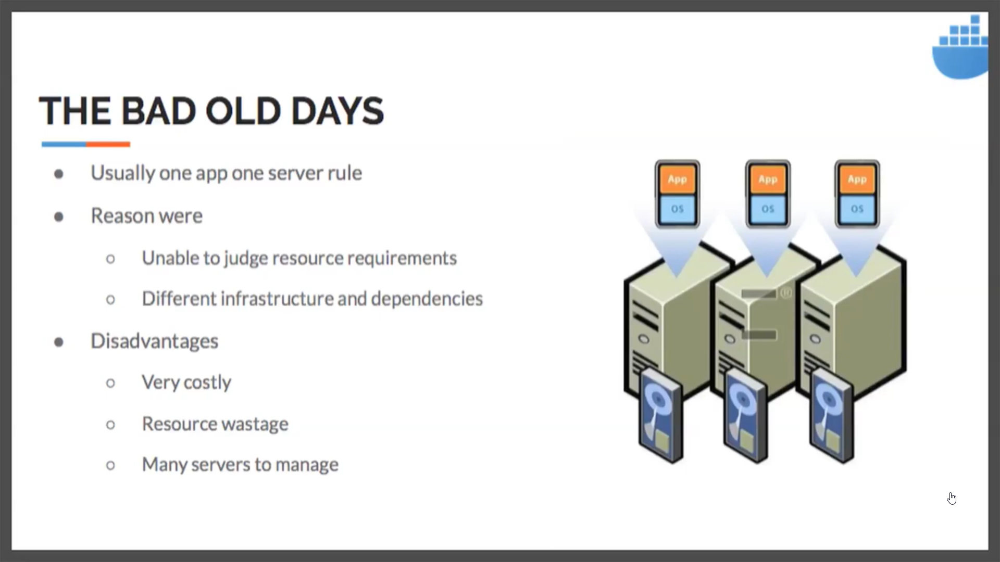 THE BAD OLD DAYS
Usually one app one server rule
Reason were
Unable to judge resource requirements
Different infrastructure and dependencies
Disadvantages
Very costly
Resource wastage
Many servers to manage
App App App
OS OS OS
®